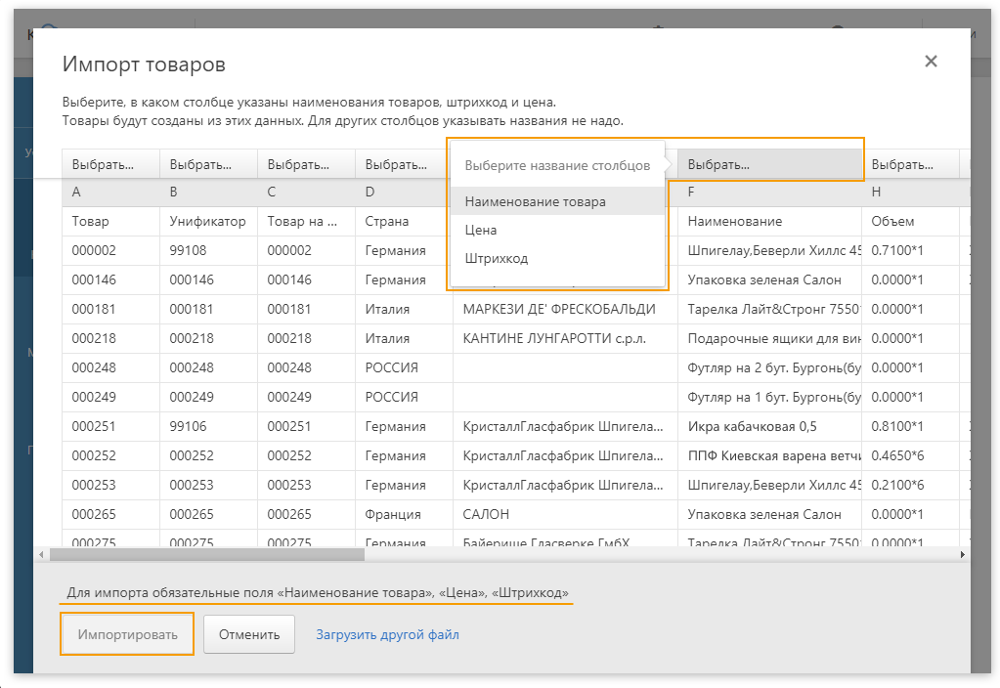 Импорт товаров
Выберите, в каком столбце указаны наименования товаров, штрихкод и цена.
Товары будут созданы из этих данных. Для других столбцов указывать названия не надо.
Выбрать... Выбрать... Выбрать... Выбрать... Выберите название столбцов Выбрать... Выбрать...
A B C D F H
Наименование товара
Товар Унификатор Товар на ... Страна Наименование Объем
Цена
000002 99108 000002 Германия Шпигелау,Беверли Хиллс 45 0.7100*1
Штрихкод
000146 000146 000146 Германия Упаковка зеленая Салон 0.0000*1
000181 000181 000181 Италия МАРКЕЗИ ДЕ' ФРЕСКОБАЛЬДИ Тарелка Лайт&Стронг 7550 0.0000*1
000218 000218 000218 Италия КАНТИНЕ ЛУНГАРОТТИ с.р.л. Подарочные ящики для вин 0.0000*1
000248 000248 000248 РОССИЯ Футляр на 2 бут. Бургонь(бу 0.0000*1
000249 000249 000249 РОССИЯ Футляр на 1 бут. Бургонь(бу 0.0000*1
000251 99106 000251 Германия КристаллГласфабрик Шпигела... Икра кабачковая 0,5 0.8100*1
000252 000252 000252 Германия КристаллГласфабрик Шпигела... ППФ Киевская варена ветчи 0.4650*6
000253 000253 000253 Германия КристаллГласфабрик Шпигела... Шпигелау,Беверли Хиллс 45 0.2100*6
000265 000265 000265 Франция САЛОН Упаковка зеленая Салон 0.0000*1
000275 000275 000275 Германия Байерище Гласверке ГмбХ Тарелка Лайт&Стронг 7550 0.0000*1
Для импорта обязательные поля «Наименование товара», «Цена», «Штрихкод»
Импортировать Отменить Загрузить другой файл